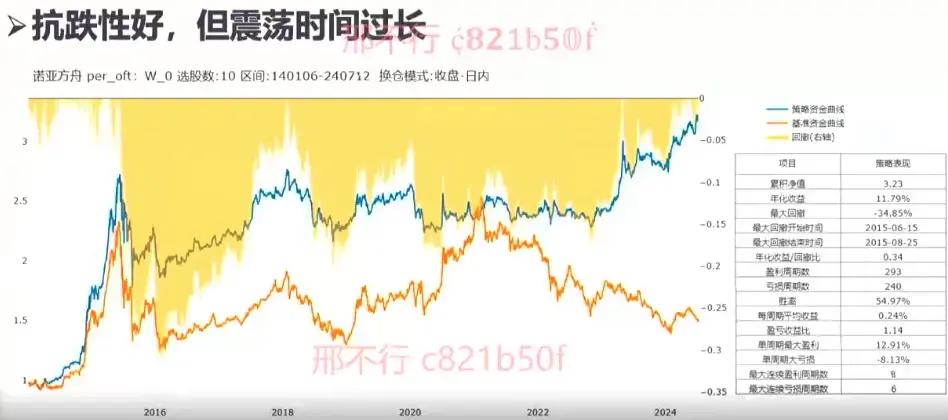 抗跌性好，但震荡时间过长
邢不行 c821b50f
诺亚方舟 per_oft: W_0 选股数:10 区间:140106-240712 换仓模式:收盘-日内
策略资金曲线
基准资金曲线
回撤(右轴)
3
2.5
2
1.5
1
0
−0.05
−0.1
−0.15
−0.2
−0.25
−0.3
−0.35
2016
2018
2020
2022
2024
项目 策略表现
累积净值 3.23
年化收益 11.79%
最大回撤 -34.85%
最大回撤开始时间 2015-06-15
最大回撤结束时间 2015-08-25
年化收益/回撤比 0.34
盈利周期数 293
亏损周期数 240
胜率 54.97%
每周期平均收益 0.24%
盈亏收益比 1.14
单周期最大盈利 12.91%
单周期大亏损 -8.13%
最大连续盈利周期数 8
最大连续亏损周期数 6
邢不行 c821b50f